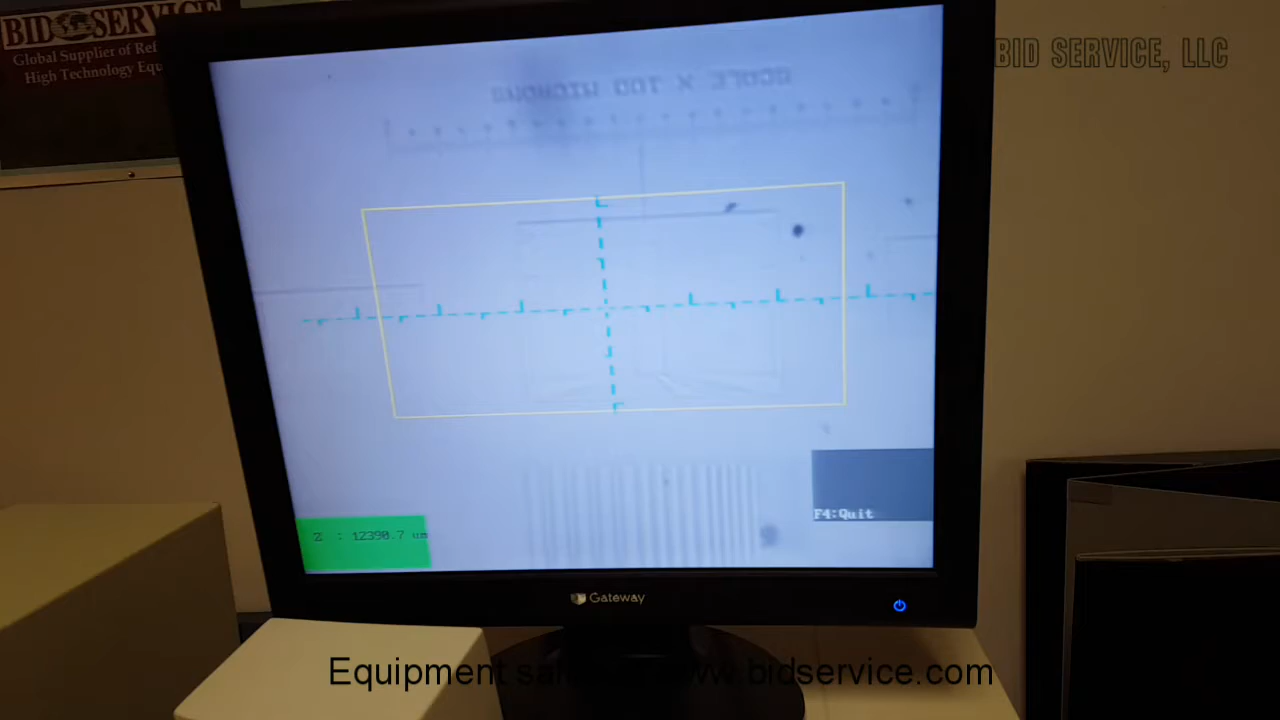 BID SERVICE
Global Supplier of Ref
High Technology Equ
BID SERVICE, LLC
SCALE X 100 MICRONS
F4:Quit
Z : 12390.7 um
Gateway
Equipment www.bidservice.com